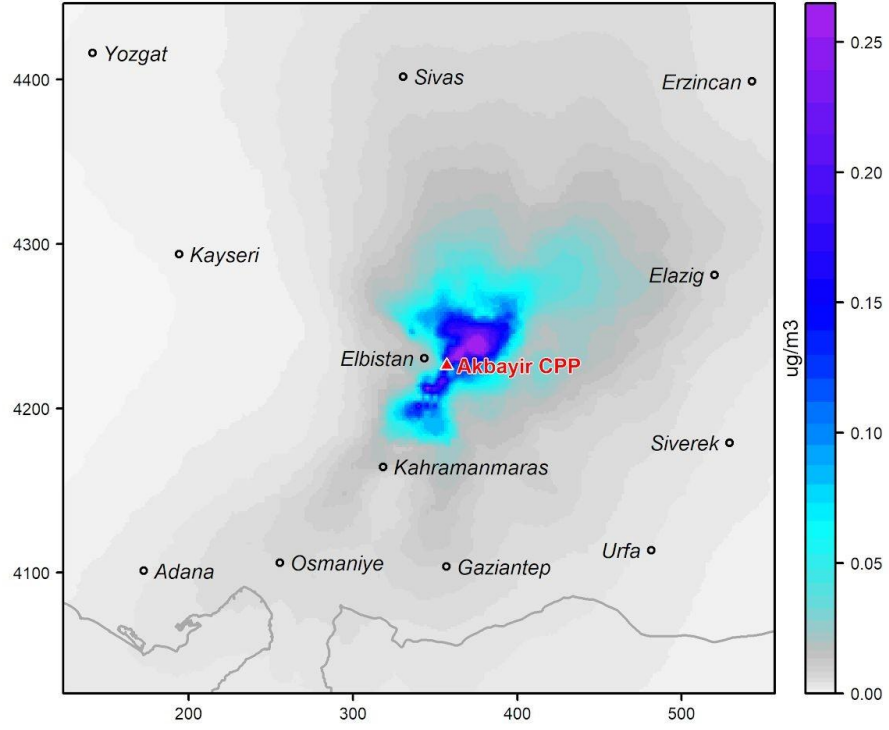 Yozgat
Sivas
Erzincan
Kayseri
Elazig
Elbistan
Akbayir CPP
Siverek
Kahramanmaras
Urfa
Osmaniye
Gaziantep
Adana
4400
4300
4200
4100
200
300
400
500
0.25
0.20
0.15
0.10
0.05
0.00
ug/m3